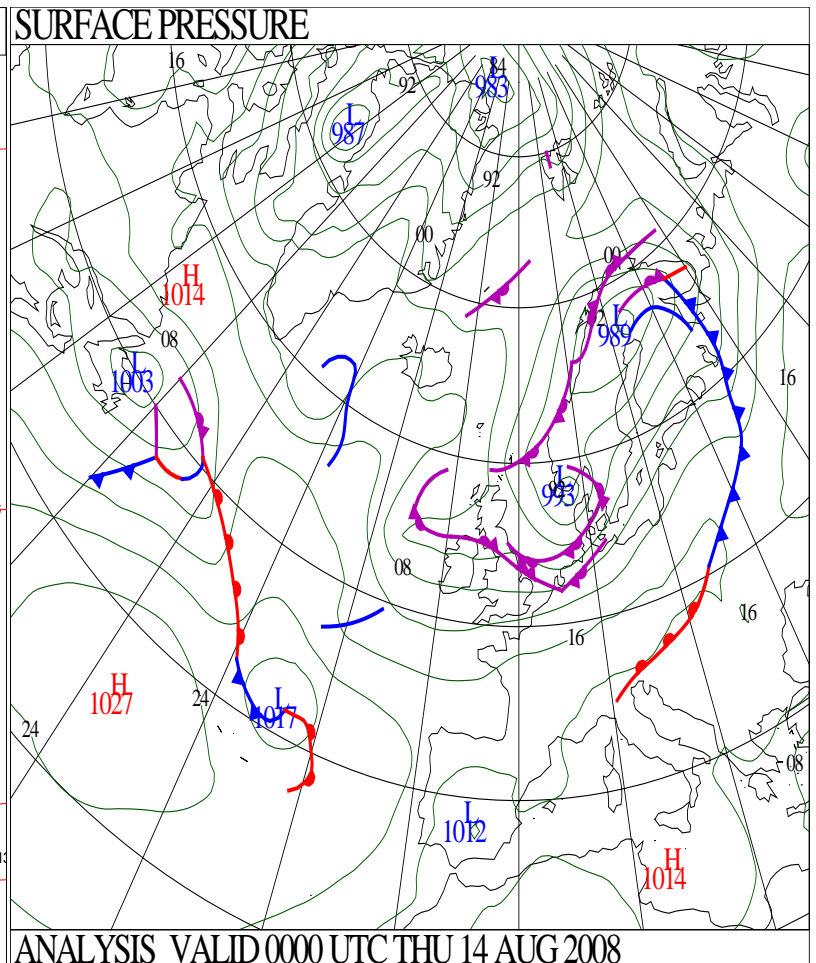 SURFACE PRESSURE
16
84
L
983
92
L
987
92
00
00
H
1014
L
989
08
L
1003
16
L
993
08
16
16
H
1027
24
L
1017
24
08
L
1012
H
1014
ANALYSIS VALID 0000 UTC THU 14 AUG 2008